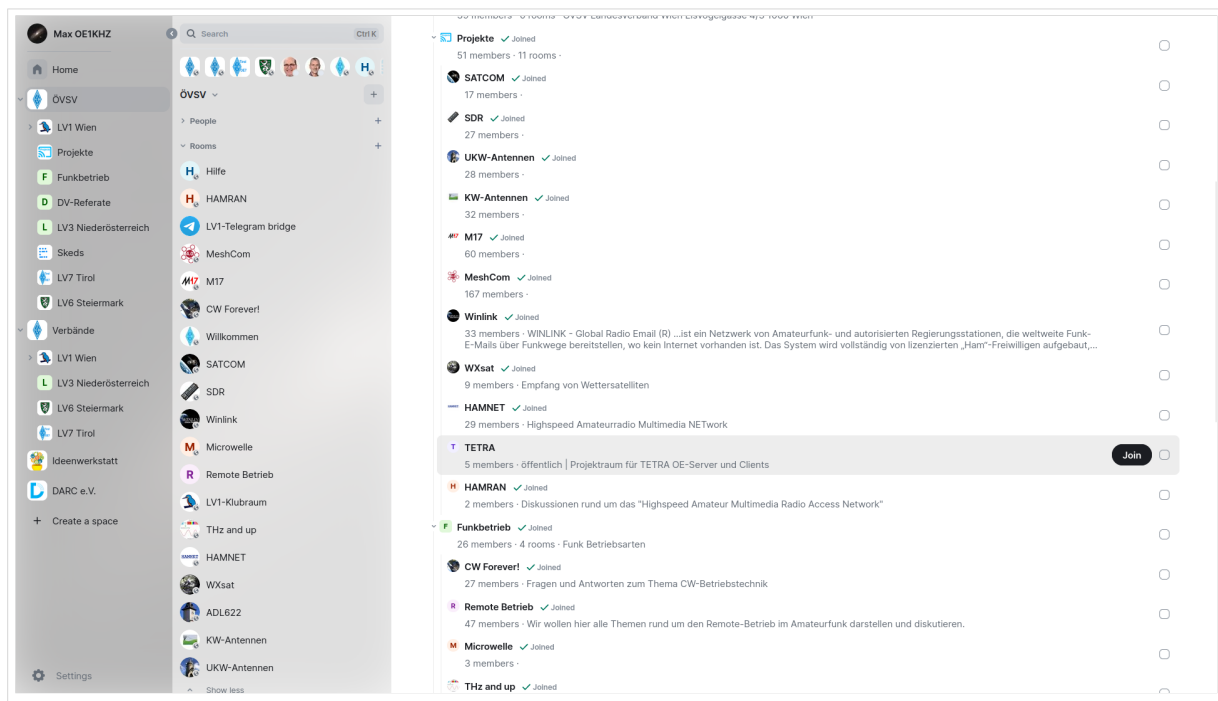 Max OE1KHZ
Home
ÖVSV
LV1 Wien
Projekte
F Funkbetrieb
D DV-Referate
L LV3 Niederösterreich
Skeds
LV7 Tirol
LV6 Steiermark
Verbände
LV1 Wien
L LV3 Niederösterreich
LV6 Steiermark
LV7 Tirol
Ideenwerkstatt
DARC e.V.
+ Create a space
Settings
Search Ctrl K
H
ÖVSV
People
Rooms
H Hilfe
H HAMRAN
LV1-Telegram bridge
MeshCom
M17 M17
CW Forever!
Willkommen
SATCOM
SDR
Winlink
M Microwelle
R Remote Betrieb
LV1-Klubraum
THz and up
HAMNET HAMNET
WXsat
ADL622
KW-Antennen
UKW-Antennen
Show less
Projekte Joined
51 members · 11 rooms ·
SATCOM Joined
17 members ·
SDR Joined
27 members ·
UKW-Antennen Joined
28 members ·
KW-Antennen Joined
32 members ·
M17 M17 Joined
60 members ·
MeshCom Joined
167 members ·
Winlink Joined
33 members · WINLINK - Global Radio Email (R) ...ist ein Netzwerk von Amateurfunk- und autorisierten Regierungsstationen, die weltweite Funk-
E-Mails über Funkwege bereitstellen, wo kein Internet vorhanden ist. Das System wird vollständig von lizenzierten „Ham“-Freiwilligen aufgebaut,...
WXsat Joined
9 members · Empfang von Wettersatelliten
HAMNET Joined
29 members · Highspeed Amateurradio Multimedia NETwork
T TETRA
5 members · öffentlich | Projektraum für TETRA OE-Server und Clients
Join
H HAMRAN Joined
2 members · Diskussionen rund um das "Highspeed Amateur Multimedia Radio Access Network"
F Funkbetrieb Joined
26 members · 4 rooms · Funk Betriebsarten
CW Forever! Joined
27 members · Fragen und Antworten zum Thema CW-Betriebstechnik
R Remote Betrieb Joined
47 members · Wir wollen hier alle Themen rund um den Remote-Betrieb im Amateurfunk darstellen und diskutieren.
M Microwelle Joined
3 members ·
THz and up Joined